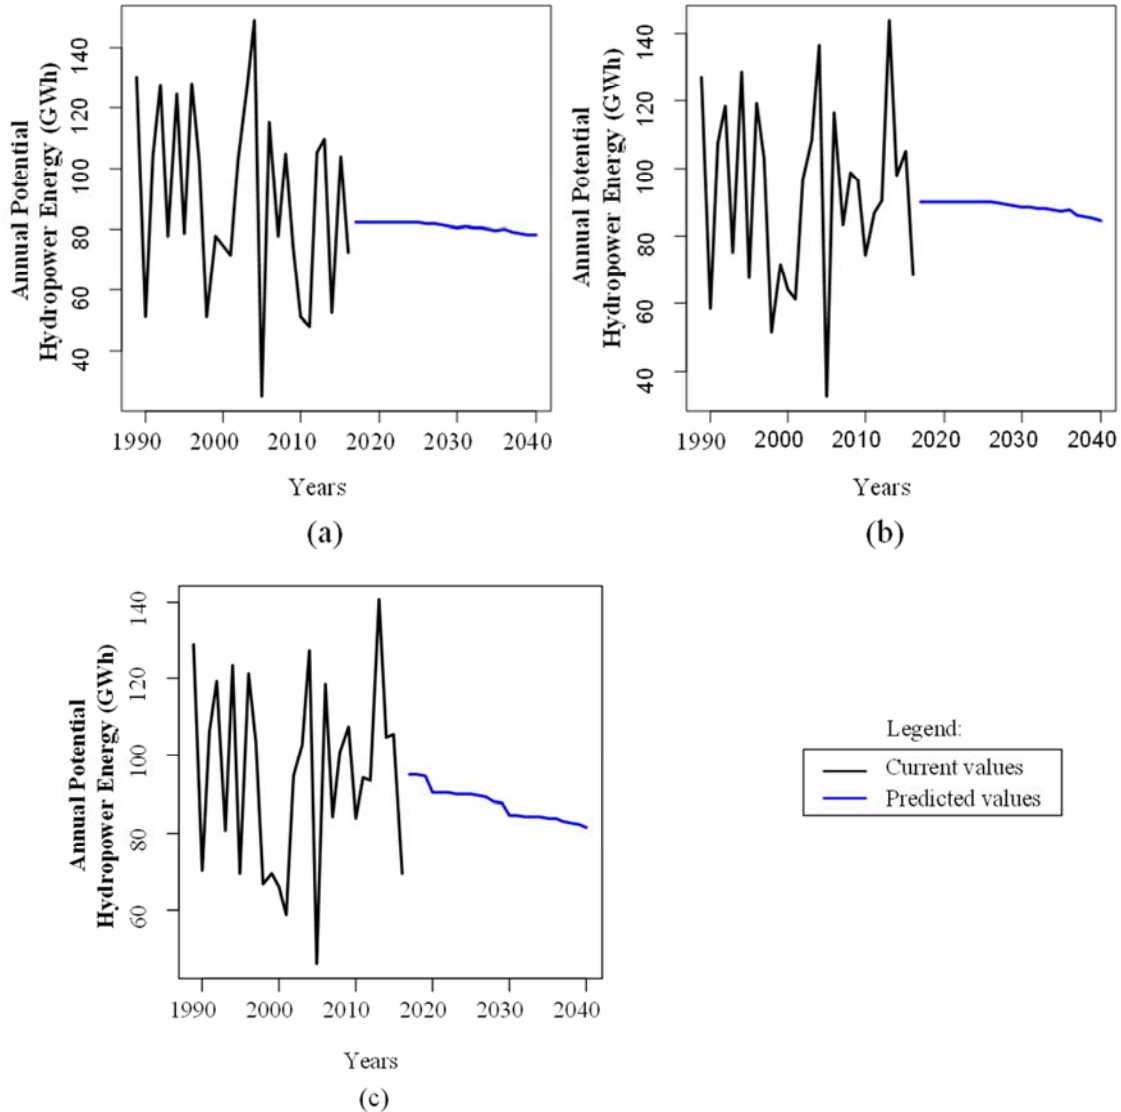 Annual Potential
Hydropower Energy (GWh)
140
120
100
80
60
40
1990 2000 2010 2020 2030 2040
Years
(a)
Annual Potential
Hydropower Energy (GWh)
140
120
100
80
60
40
1990 2000 2010 2020 2030 2040
Years
(b)
Annual Potential
Hydropower Energy (GWh)
140
120
100
80
60
1990 2000 2010 2020 2030 2040
Years
(c)
Legend:
Current values
Predicted values